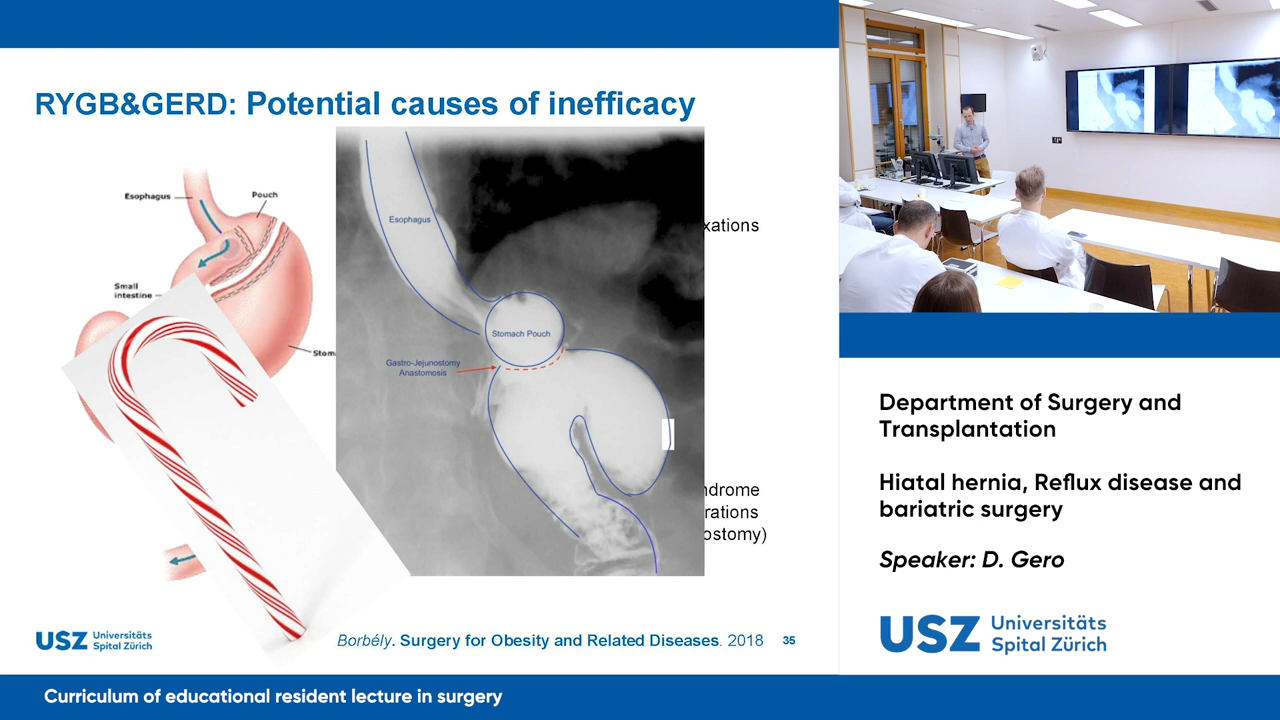 RYGB&GERD: Potential causes of inefficacy
Esophagus
Pouch
Small
intestine
Stom
Esophagus
Stomach Pouch
Gastro-Jejunostomy
Anastomosis
xations
ndrome
rations
ostomy)
USZ Universitäts
Spital Zürich
Borbély. Surgery for Obesity and Related Diseases. 2018
35
Department of Surgery and
Transplantation
Hiatal hernia, Reflux disease and
bariatric surgery
Speaker: D. Gero
USZ Universitäts
Spital Zürich
Curriculum of educational resident lecture in surgery